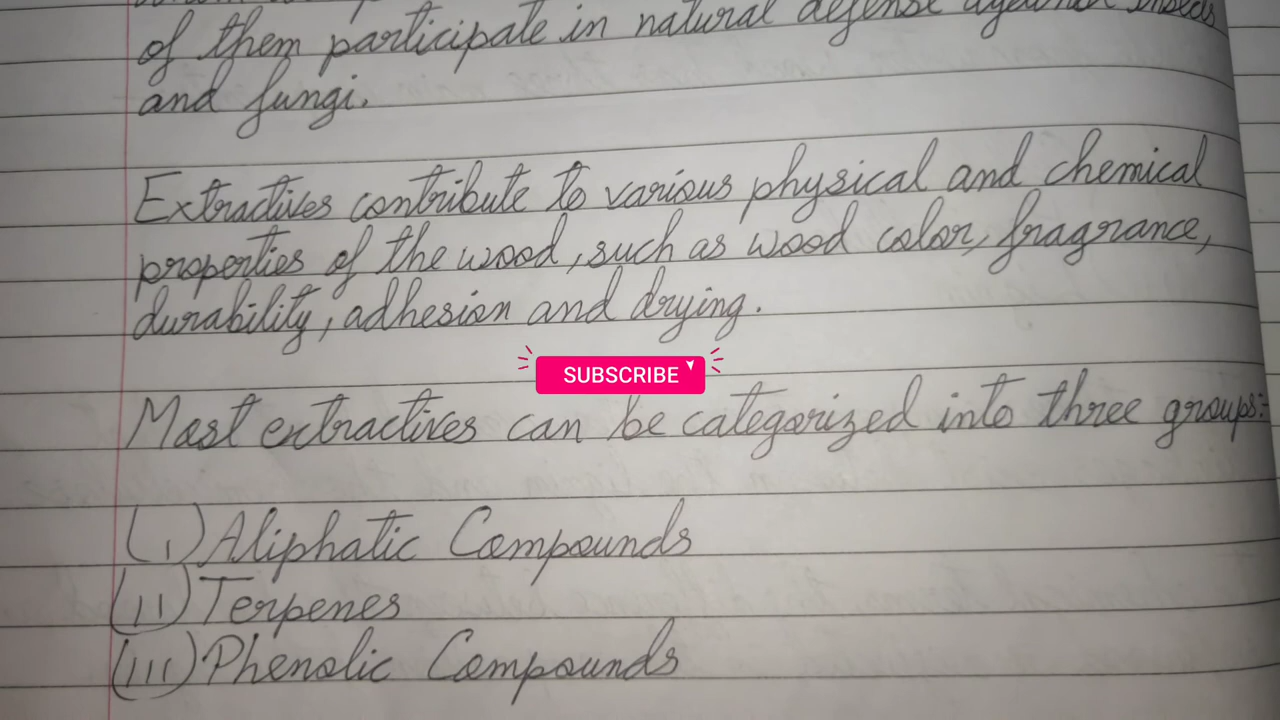 of them participate in natural defense against insects
and fungi.
Extractives contribute to various physical and chemical
properties of the wood, such as wood color, fragrance,
durability, adhesion and drying.
SUBSCRIBE
Most extractives can be categorized into three groups:-
(i) Aliphatic Compounds
(ii) Terpenes
(iii) Phenolic Compounds